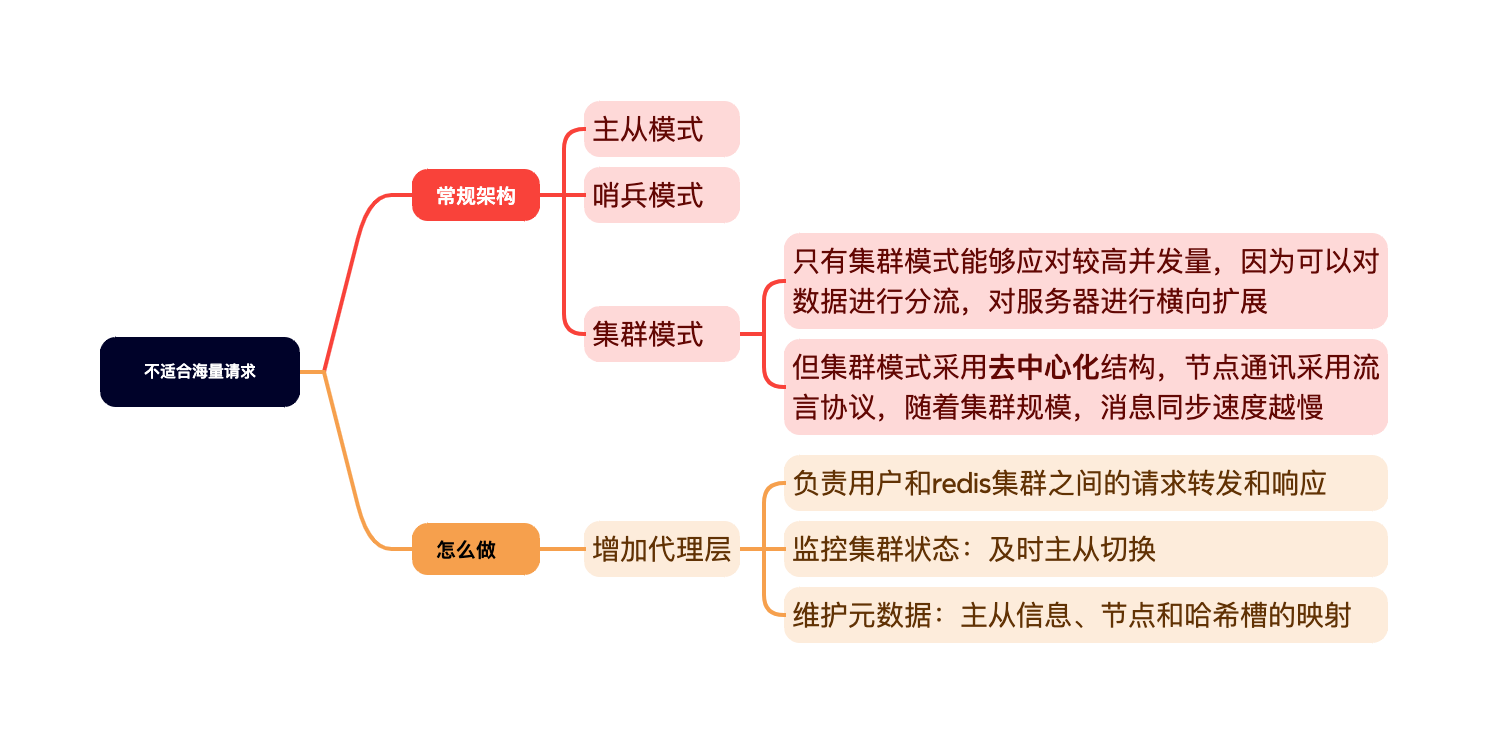 不适合海量请求
常规架构
主从模式
哨兵模式
集群模式
只有集群模式能够应对较高并发量，因为可以对
数据进行分流，对服务器进行横向扩展
但集群模式采用去中心化结构，节点通讯采用流
言协议，随着集群规模，消息同步速度越慢
怎么做
增加代理层
负责用户和redis集群之间的请求转发和响应
监控集群状态：及时主从切换
维护元数据：主从信息、节点和哈希槽的映射